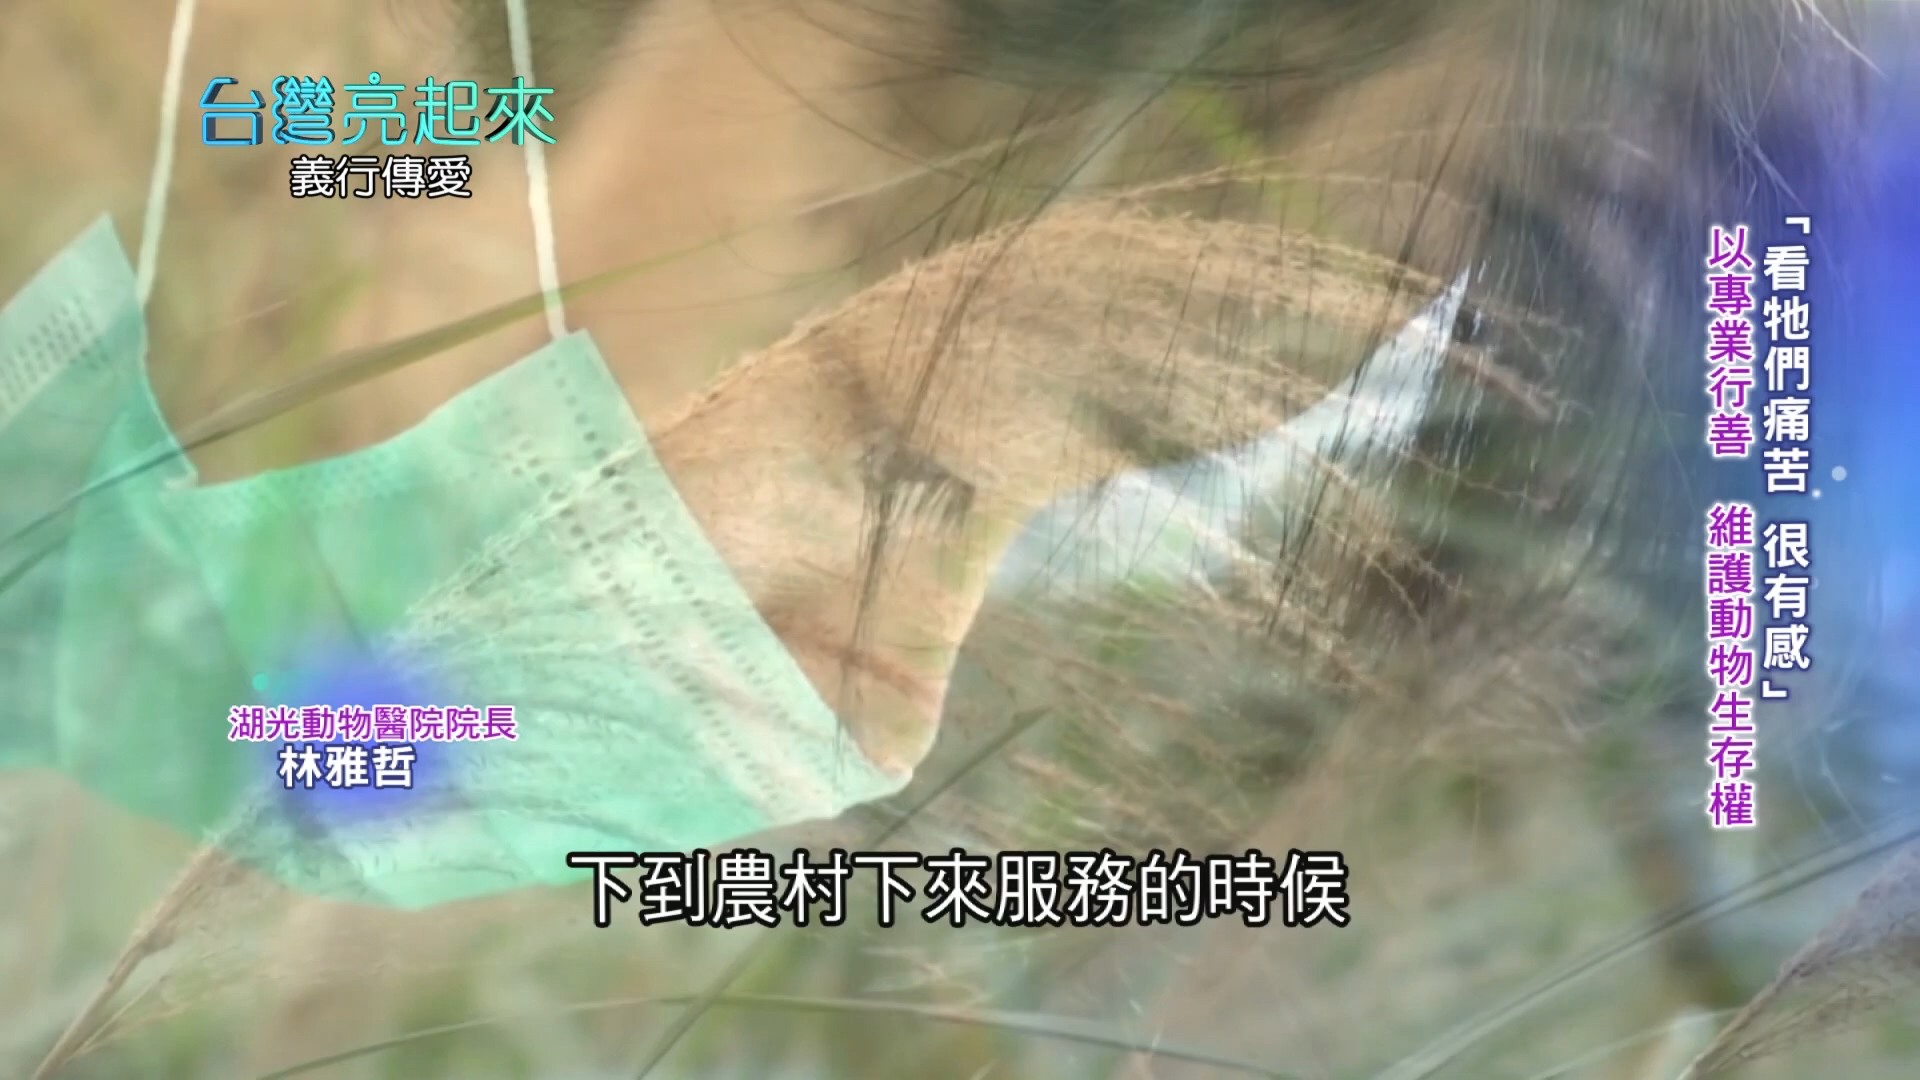 台灣亮起來
義行傳愛
「看牠們痛苦 很有感」
以專業行善 維護動物生存權
湖光動物醫院院長
林雅哲
下到農村下來服務的時候